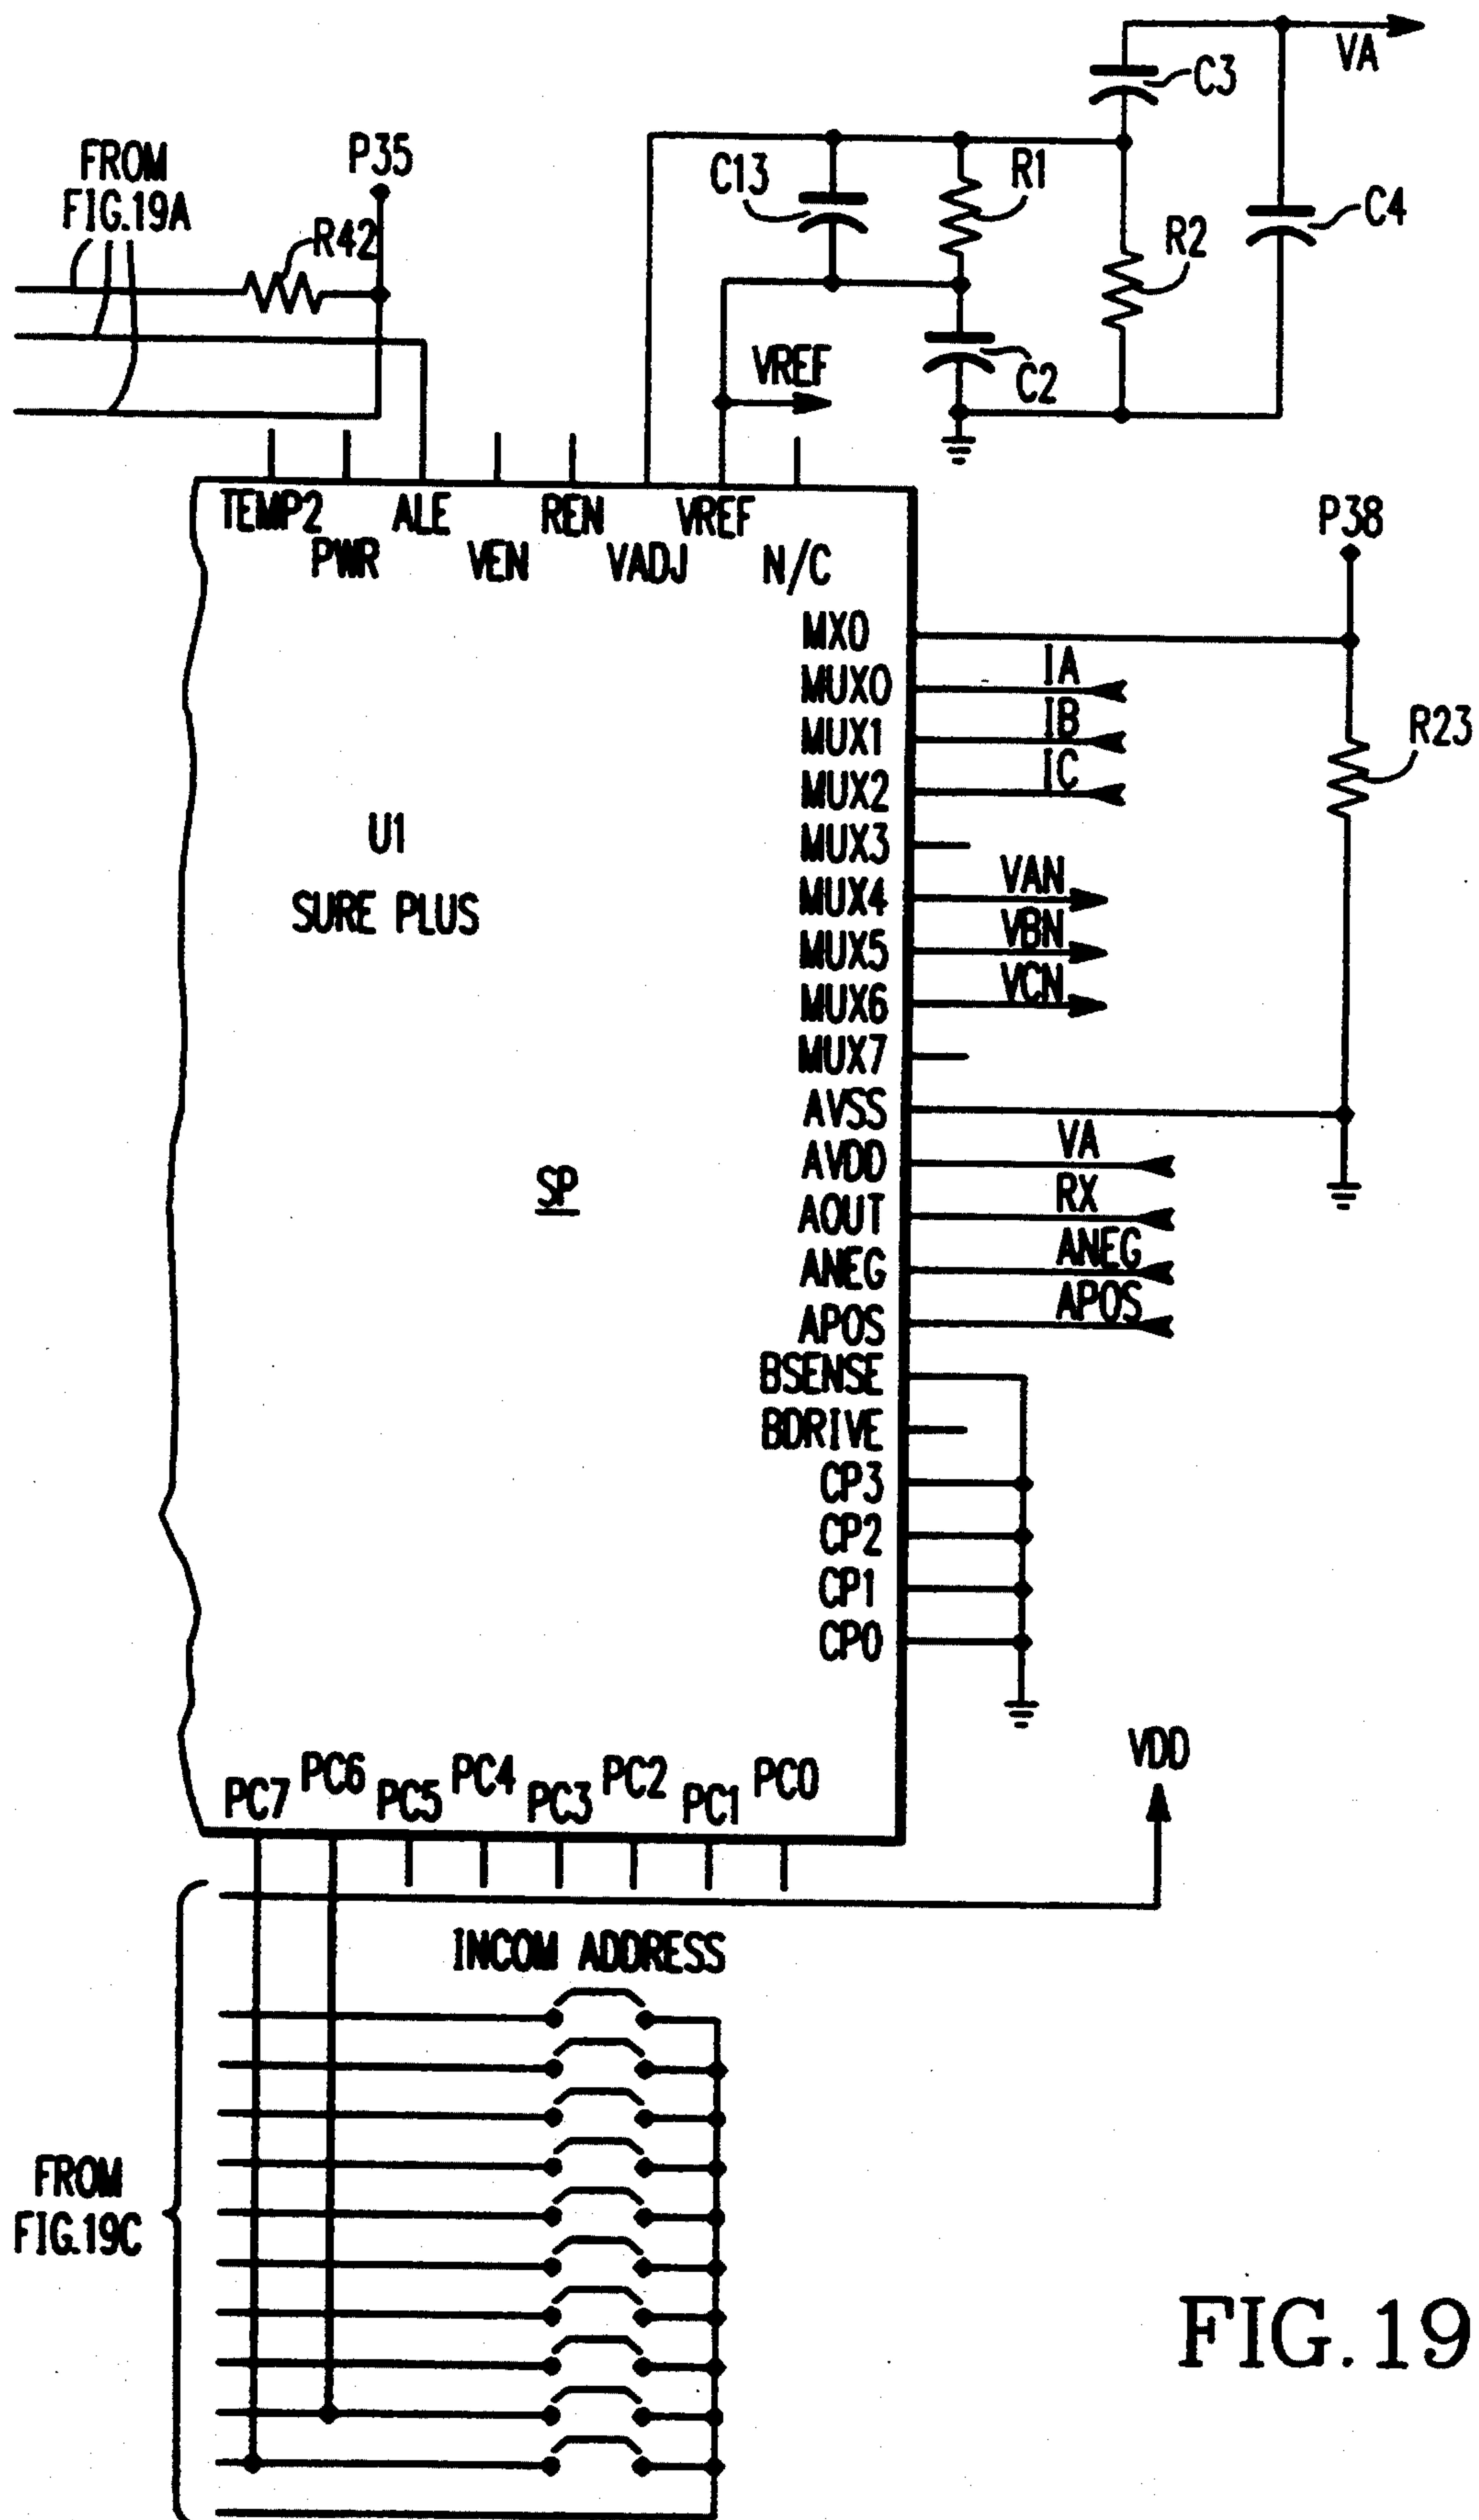 VA
C3
FROM
FIG.19A
P35
C13
R1
R42
R2
C4
VREF
C2
TEMP2
ALE
REN
VREF
PWR
VEN
VADJ
N/C
P38
MX0
MUX0
IA
MUX1
IB
R23
MUX2
IC
U1
MUX3
SURE PLUS
MUX4
VAN
MUX5
VBN
MUX6
VCN
MUX7
AVSS
AVDD
VA
SP
AOUT
RX
ANEG
ANEG
APOS
APOS
BSENSE
BDRIVE
CP3
CP2
CP1
CP0
VDD
PC7
PC6
PC5
PC4
PC3
PC2
PC1
PC0
INCOM ADDRESS
FROM
FIG.19C
FIG.19